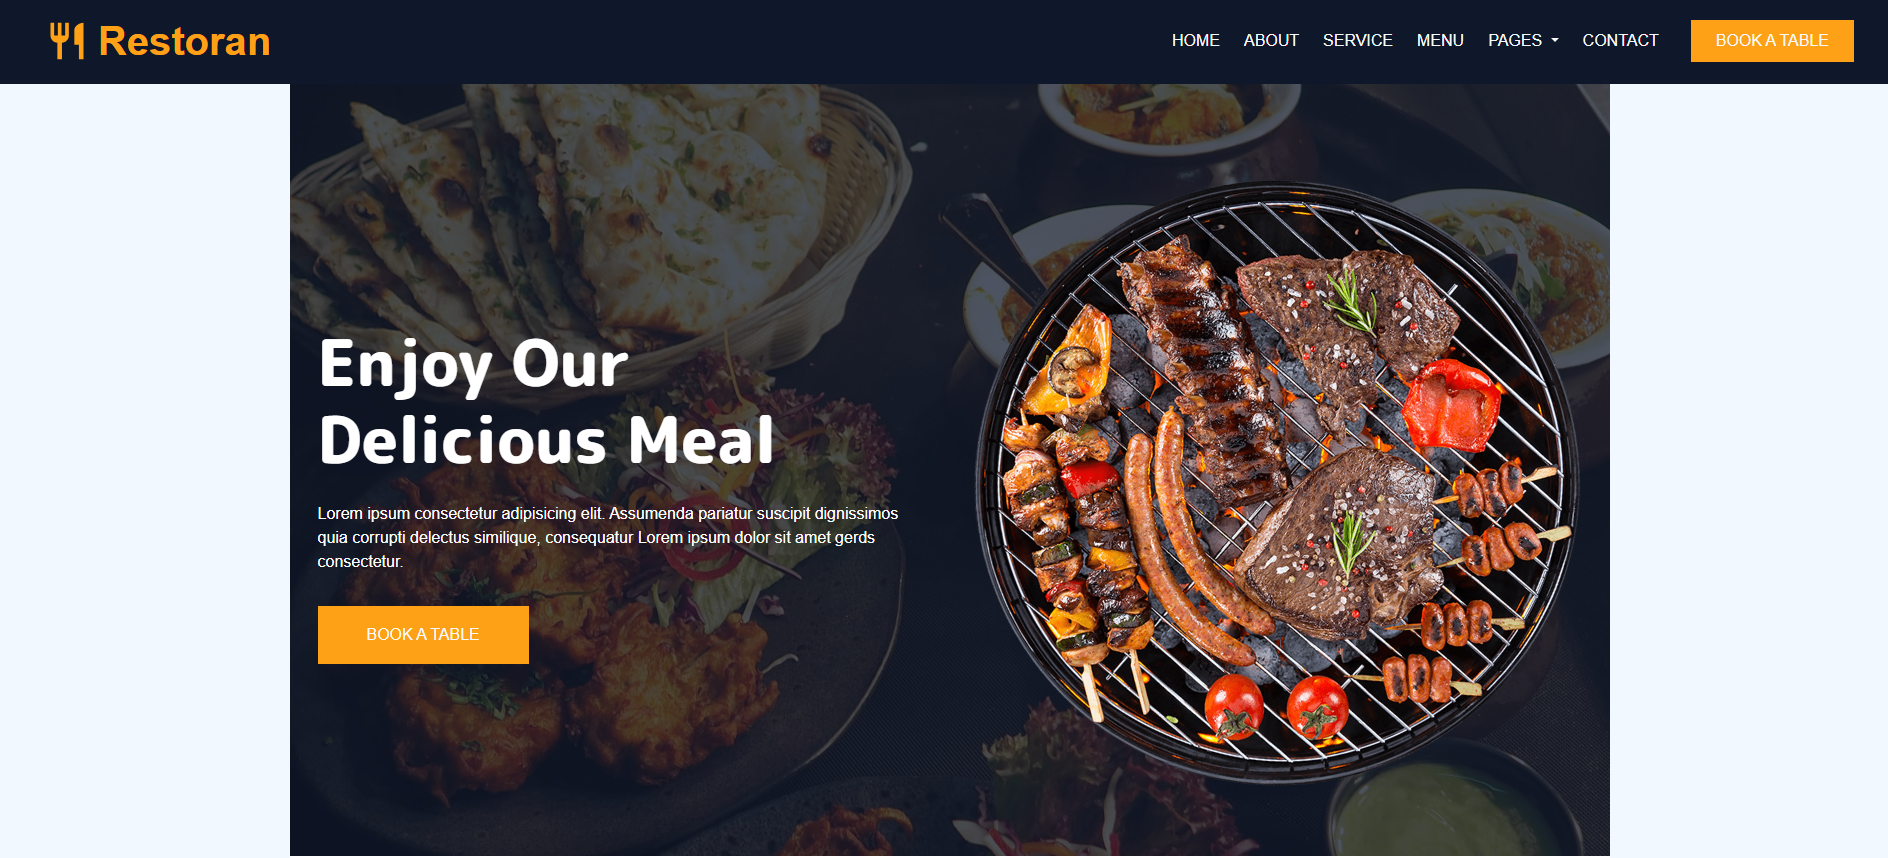 Restoran
HOME ABOUT SERVICE MENU PAGES CONTACT BOOK A TABLE
Enjoy Our
Delicious Meal
Lorem ipsum consectetur adipisicing elit. Assumenda pariatur suscipit dignissimos
quia corrupti delectus similique, consequatur Lorem ipsum dolor sit amet gerds
consectetur.
BOOK A TABLE